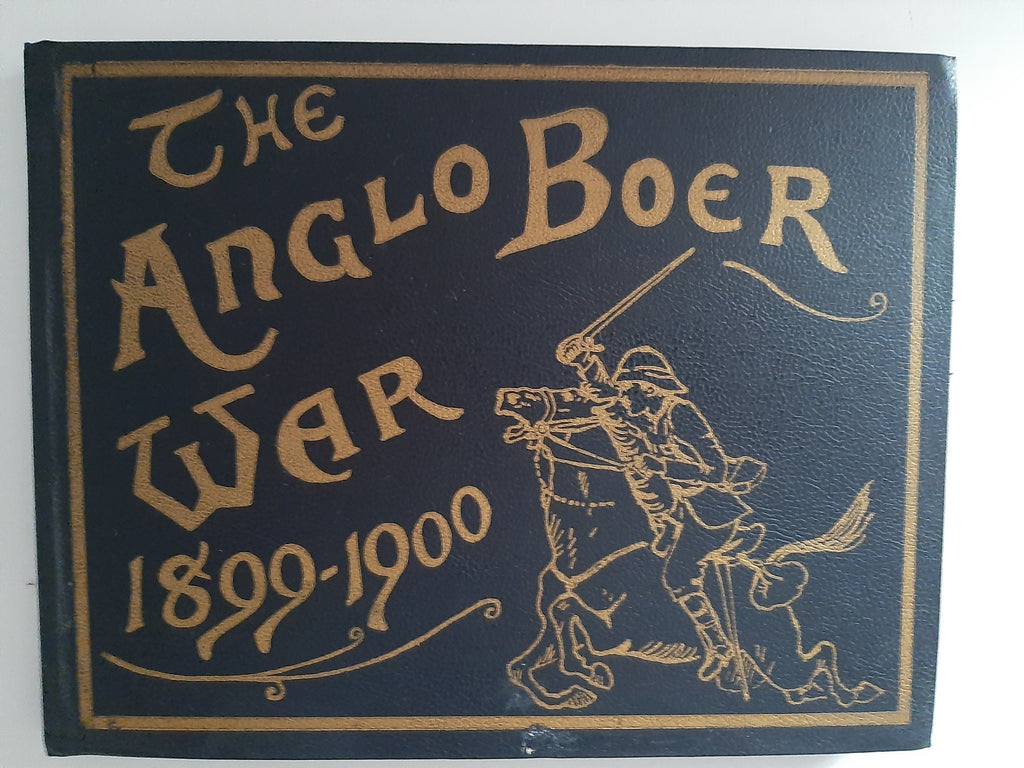 THE
ANGLO BOER
WAR
1899-1900